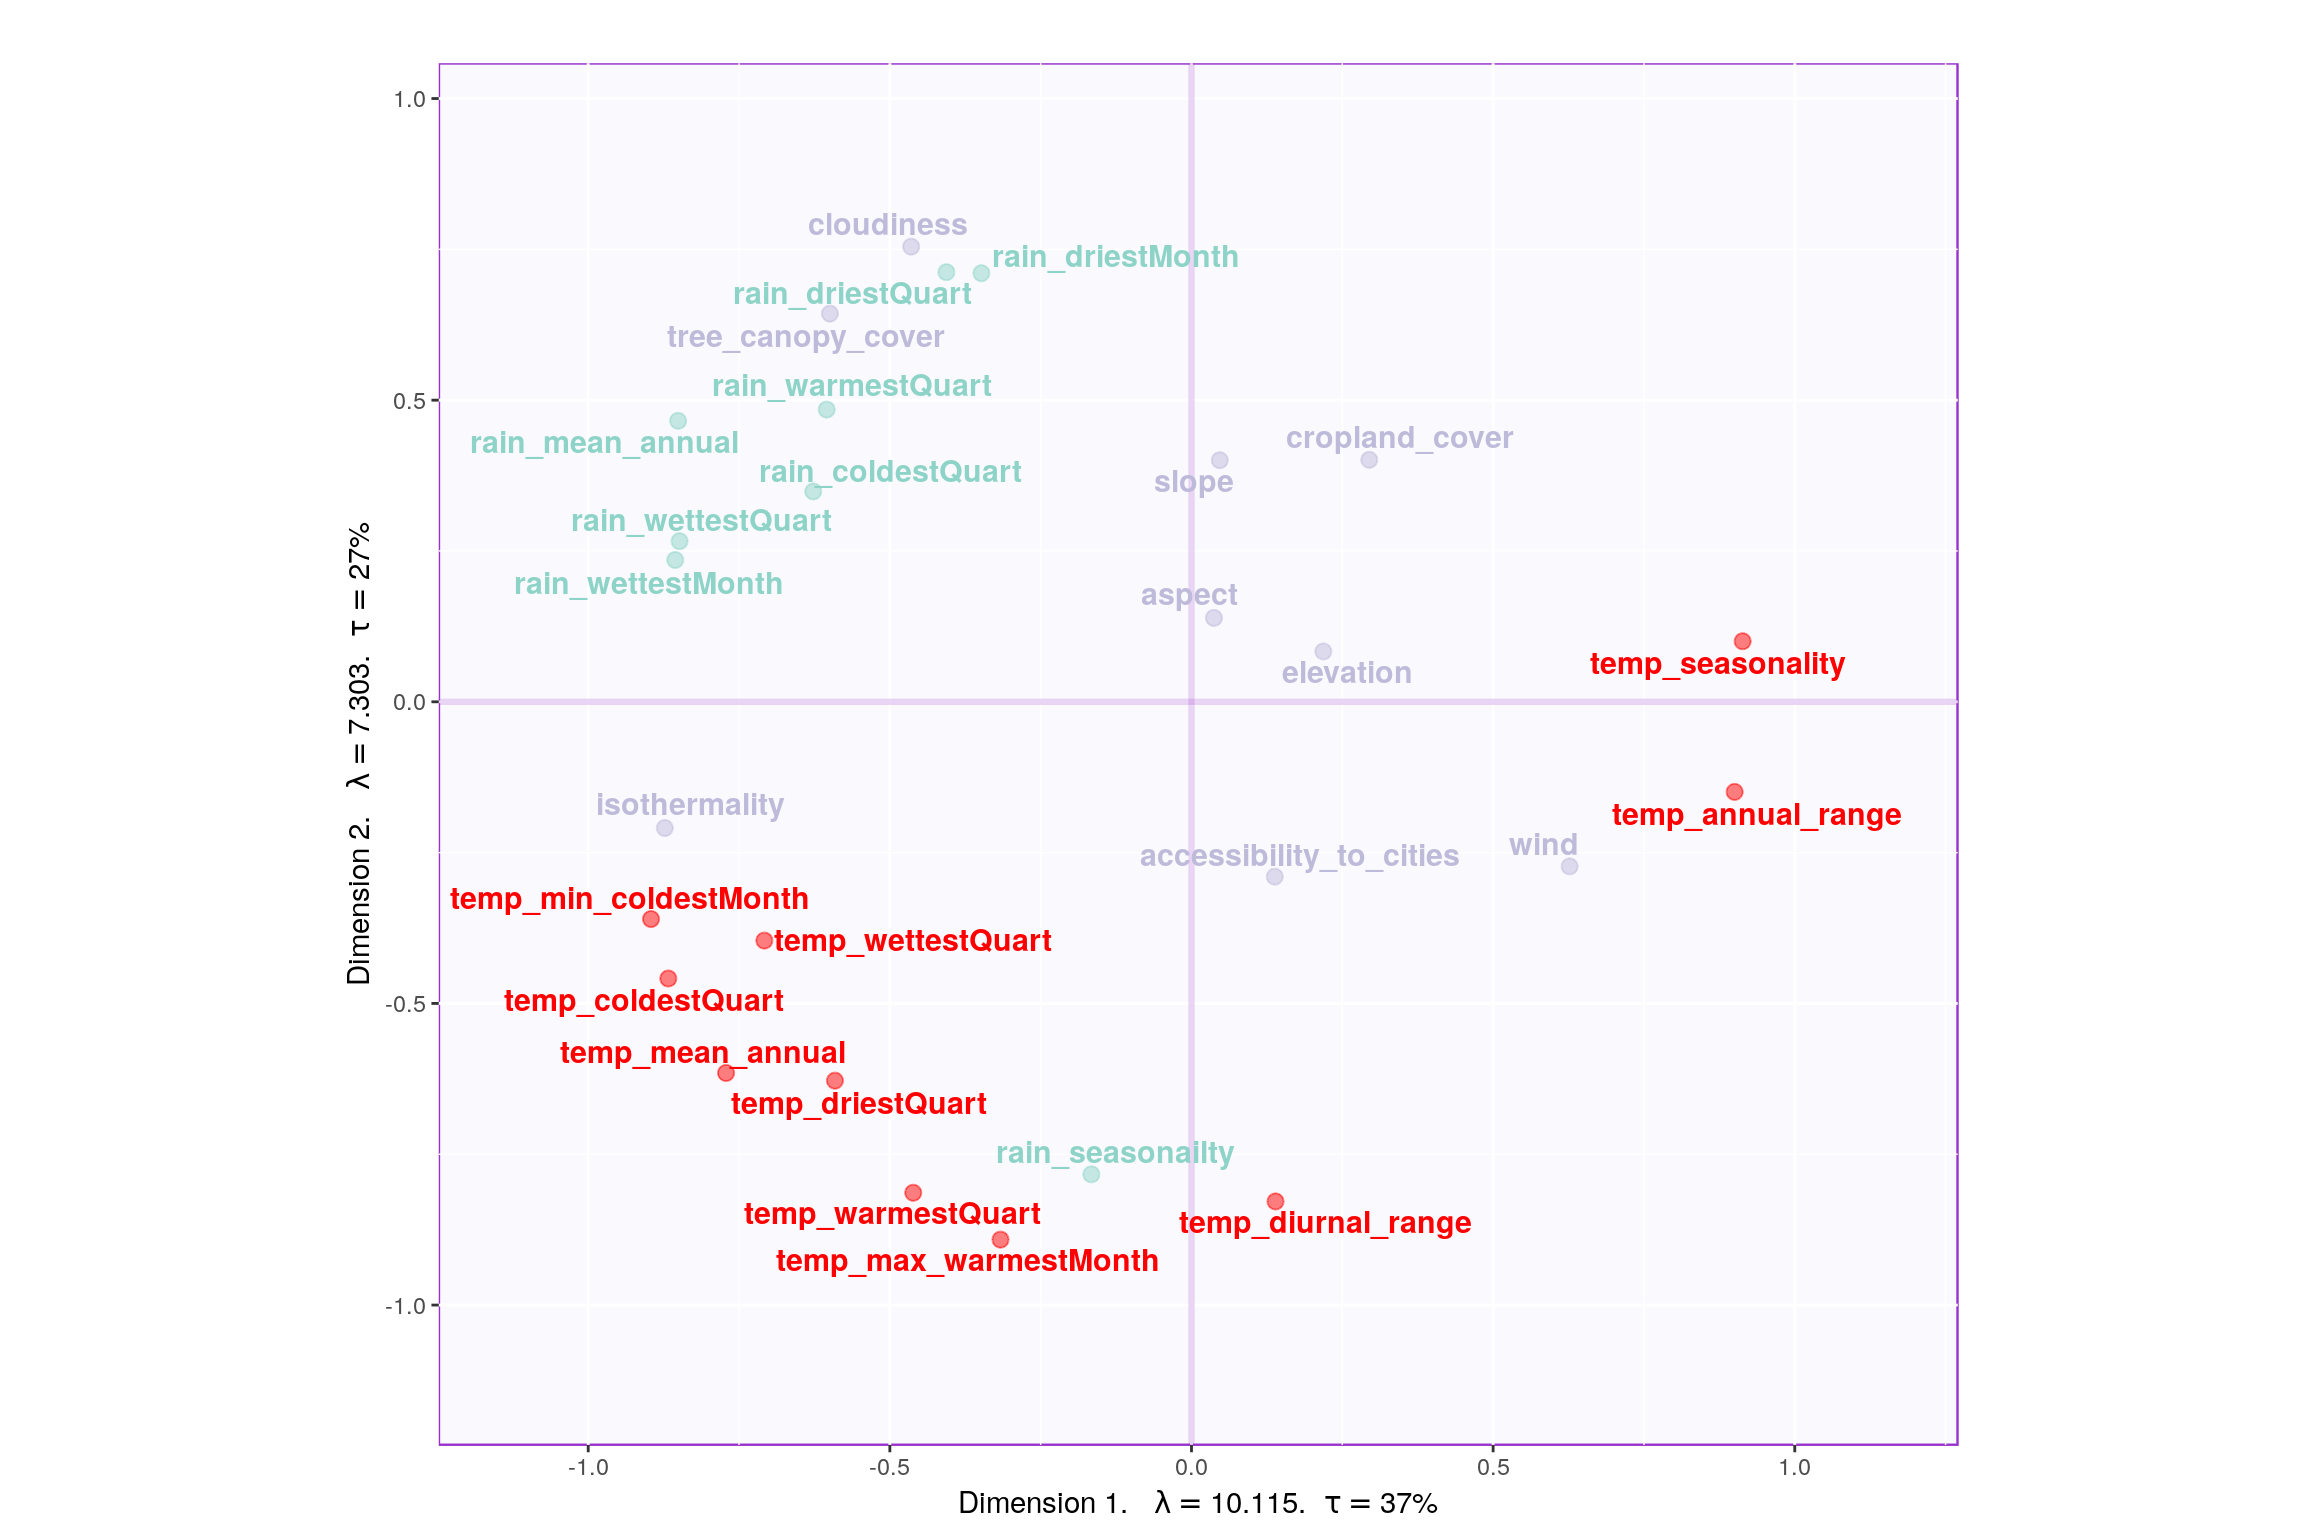 1.0
cloudiness
rain_driestMonth
rain_driestQuart
tree_canopy_cover
rain_warmestQuart
0.5
rain_mean_annual
cropland_cover
rain_coldestQuart
slope
rain_wettestQuart
rain_wettestMonth
aspect
temp_seasonality
elevation
0.0
isothermality
temp_annual_range
wind
accessibility_to_cities
temp_min_coldestMonth
temp_wettestQuart
-0.5
temp_coldestQuart
temp_mean_annual
temp_driestQuart
rain_seasonailty
temp_warmestQuart
temp_diurnal_range
temp_max_warmestMonth
-1.0
Dimension 2. λ = 7.303. τ = 27%
-1.0 -0.5 0.0 0.5 1.0
Dimension 1. λ = 10.115. τ = 37%